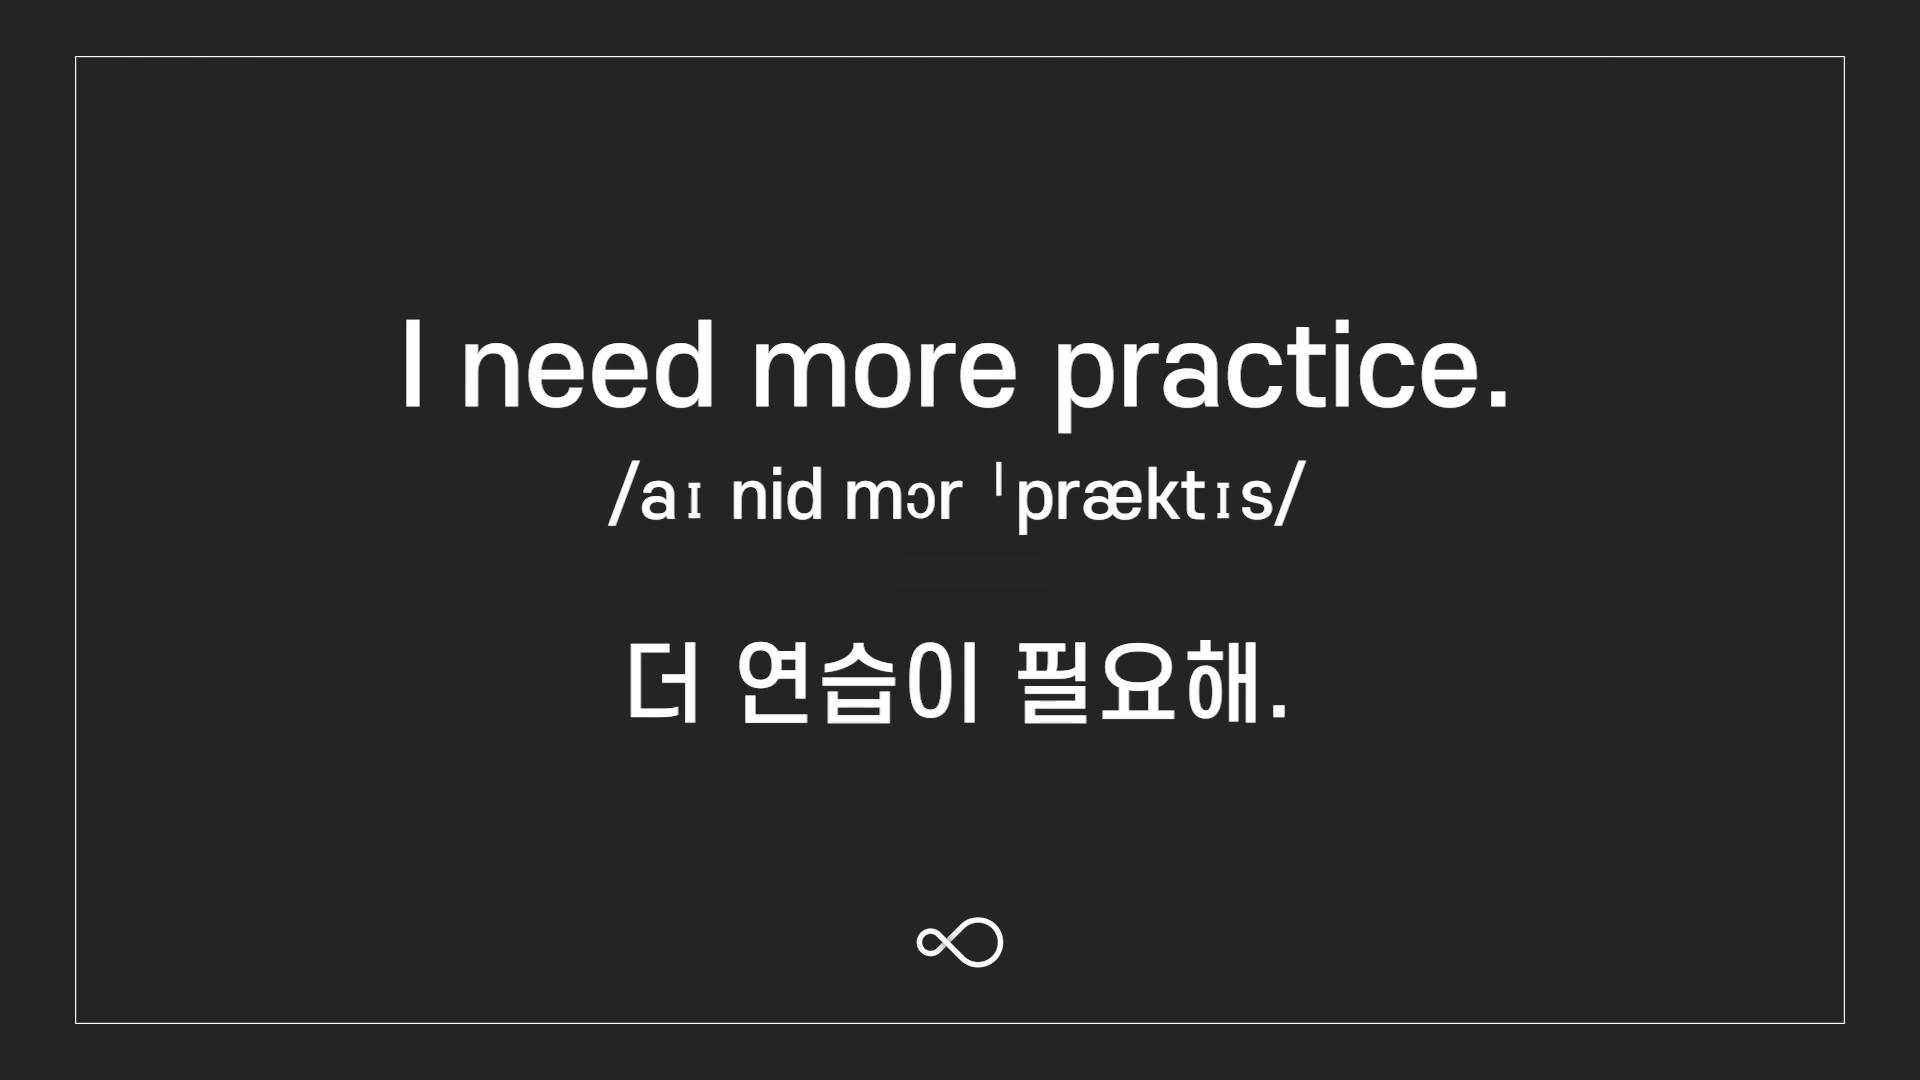 I need more practice.
/aɪ nid mɔr ˈpræktɪs/
더 연습이 필요해.